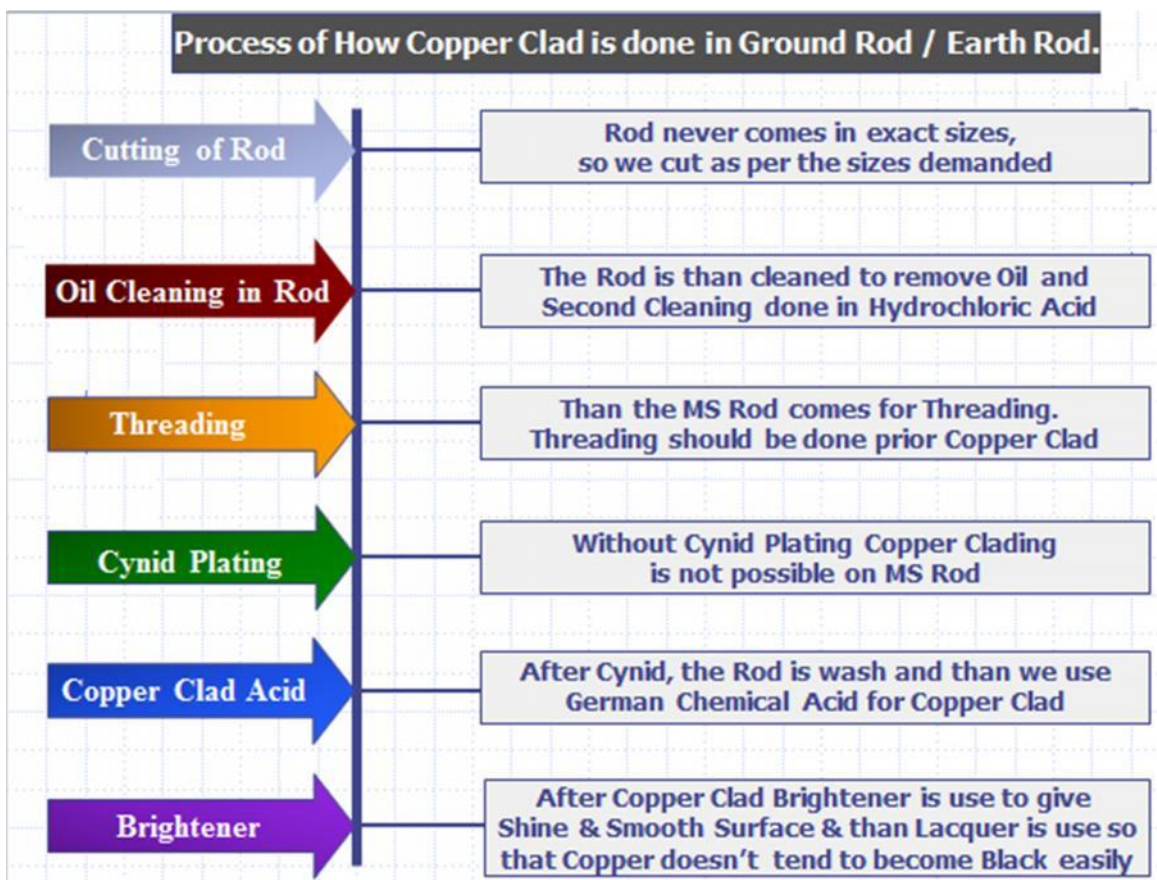 Process of How Copper Clad is done in Ground Rod / Earth Rod.
Cutting of Rod
Rod never comes in exact sizes,
so we cut as per the sizes demanded
Oil Cleaning in Rod
The Rod is than cleaned to remove Oil and
Second Cleaning done in Hydrochloric Acid
Threading
Than the MS Rod comes for Threading.
Threading should be done prior Copper Clad
Cynid Plating
Without Cynid Plating Copper Clading
is not possible on MS Rod
Copper Clad Acid
After Cynid, the Rod is wash and than we use
German Chemical Acid for Copper Clad
Brightener
After Copper Clad Brightener is use to give
Shine & Smooth Surface & than Lacquer is use so
that Copper doesn't tend to become Black easily